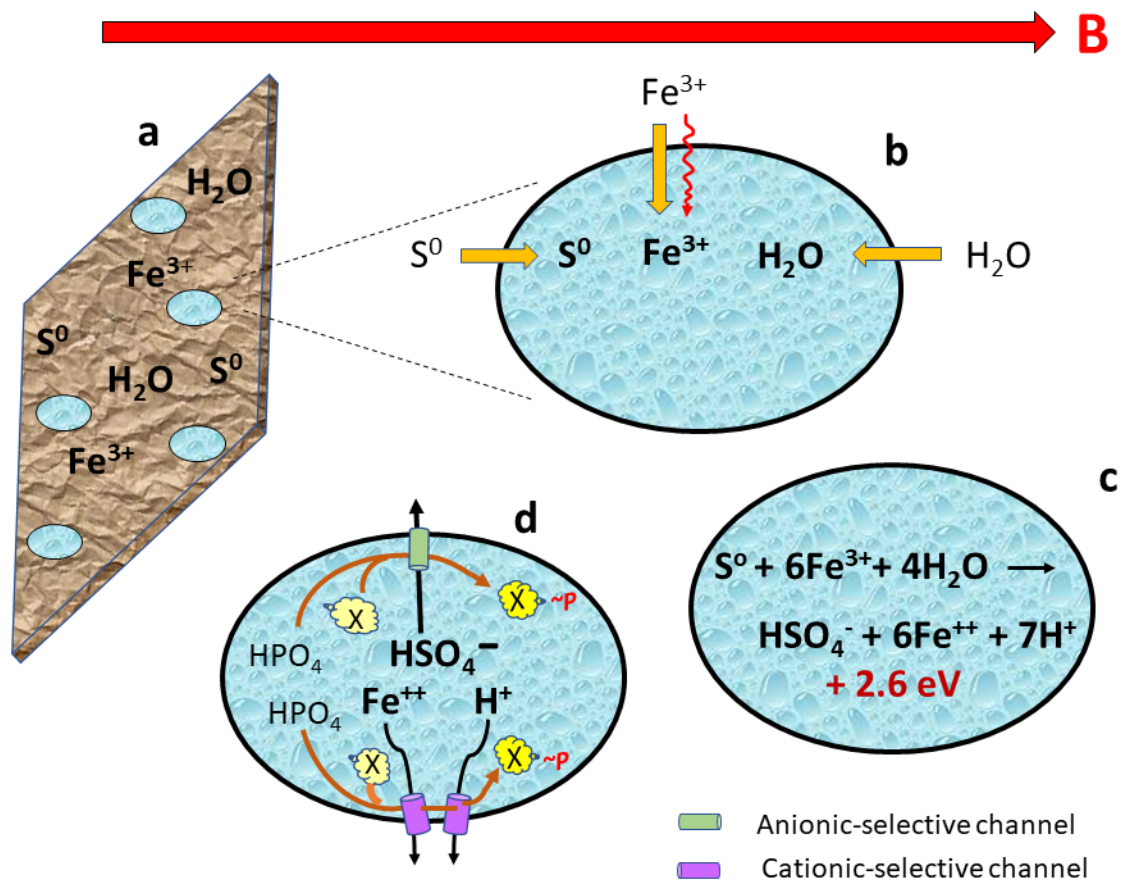 B
a
H₂O
Fe³⁺
S⁰
H₂O
S⁰
Fe³⁺
b
Fe³⁺
S⁰
S⁰
Fe³⁺
H₂O
H₂O
c
S⁰ + 6Fe³⁺ + 4H₂O ⟶
HSO₄⁻ + 6Fe⁺⁺ + 7H⁺
+ 2.6 eV
d
X
X ~P
HPO₄
HSO₄⁻
HPO₄
Fe⁺⁺
H⁺
X
X ~P
Anionic-selective channel
Cationic-selective channel